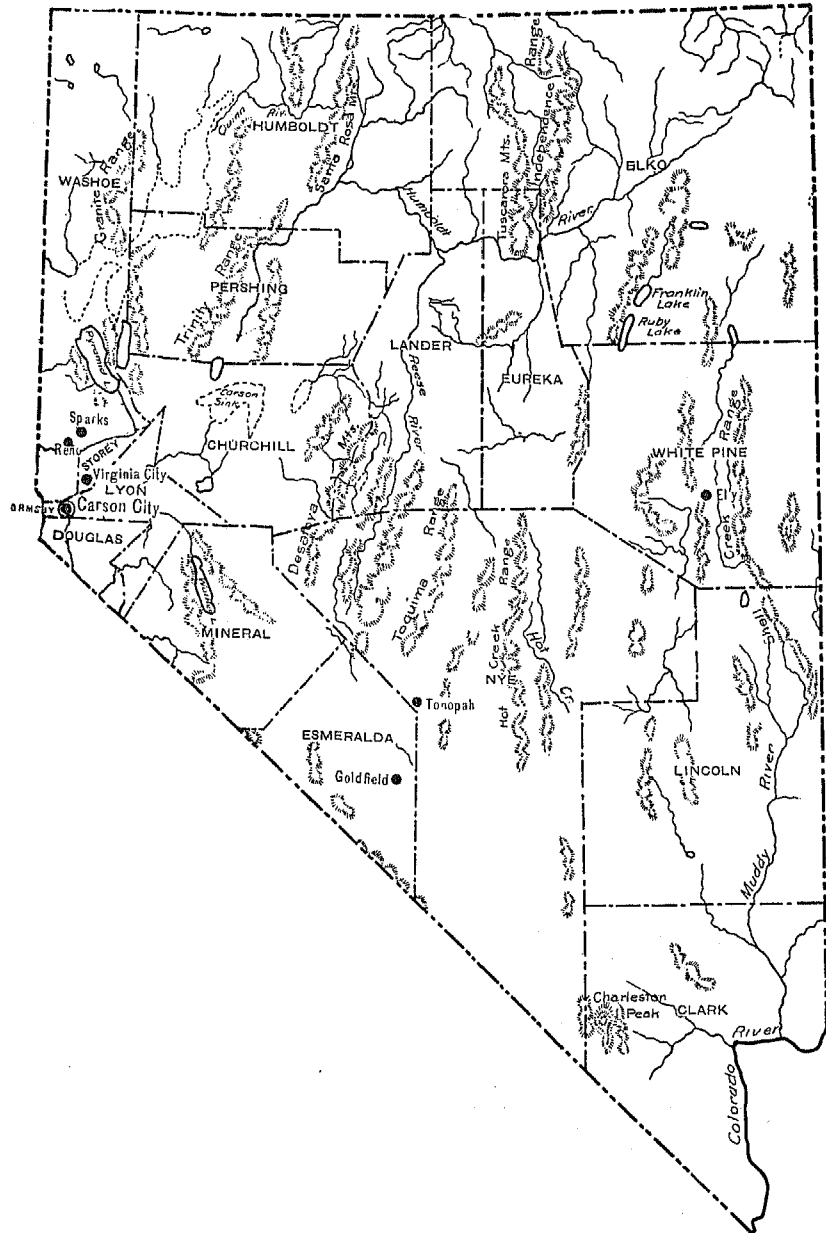 Quinn River
HUMBOLDT
Santa Rosa Mts.
Granite Range
WASHOE
Range
Independence
Tuscarora Mts.
ELKO
Humboldt
River
Trinity Range
PERSHING
Franklin
Lake
Ruby
Lake
LANDER
Reese River
EUREKA
Carson
Sink
CHURCHILL
Sparks
Reno
STOREY
Virginia City
LYON
ORMSBY
Carson City
DOUGLAS
WHITE PINE
Ely
Shell Creek Range
Desatoya Mts.
Toquima Range
MINERAL
Hot Creek Range
NYE
Hot Cr.
Tonopah
ESMERALDA
Goldfield
LINCOLN
Muddy River
Charleston
Peak
CLARK
River
Colorado